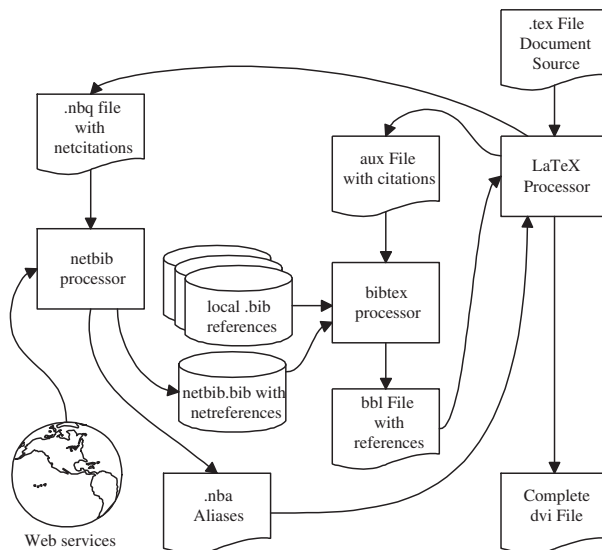 .tex File
Document
Source
.nbq file
with
netcitations
aux File
with citations
LaTeX
Processor
netbib
processor
local .bib
references
bibtex
processor
netbib.bib with
netreferences
bbl File
with
references
.nba
Aliases
Complete
dvi File
Web services